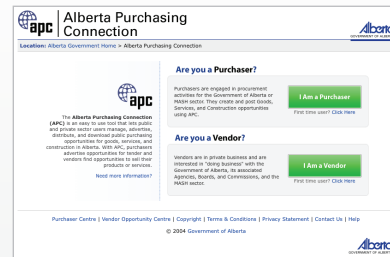 apc
Alberta Purchasing
Connection
Alberta
GOVERNMENT OF ALBERTA
Location: Alberta Government Home > Alberta Purchasing Connection
apc
The Alberta Purchasing Connection
(APC) is an easy to use tool that lets public
and private sector users manage, advertise,
distribute, and download public purchasing
opportunities for goods, services, and
construction in Alberta. With APC, purchasers
advertise opportunities for tender and
vendors find opportunities to sell their
products or services.
Need more information?
Are you a Purchaser?
Purchasers are engaged in procurement
activities for the Government of Alberta or
MASH sector. They create and post Goods,
Services, and Construction opportunities
using APC.
I Am a Purchaser
First time user? Click Here
Are you a Vendor?
Vendors are in private business and are
interested in "doing business" with the
Government of Alberta, its associated
Agencies, Boards, and Commissions, and the
MASH sector.
I Am a Vendor
First time user? Click Here
Purchaser Centre | Vendor Opportunity Centre | Copyright | Terms & Conditions | Privacy Statement | Contact Us | Help
© 2004 Government of Alberta
Alberta
GOVERNMENT OF ALBERTA